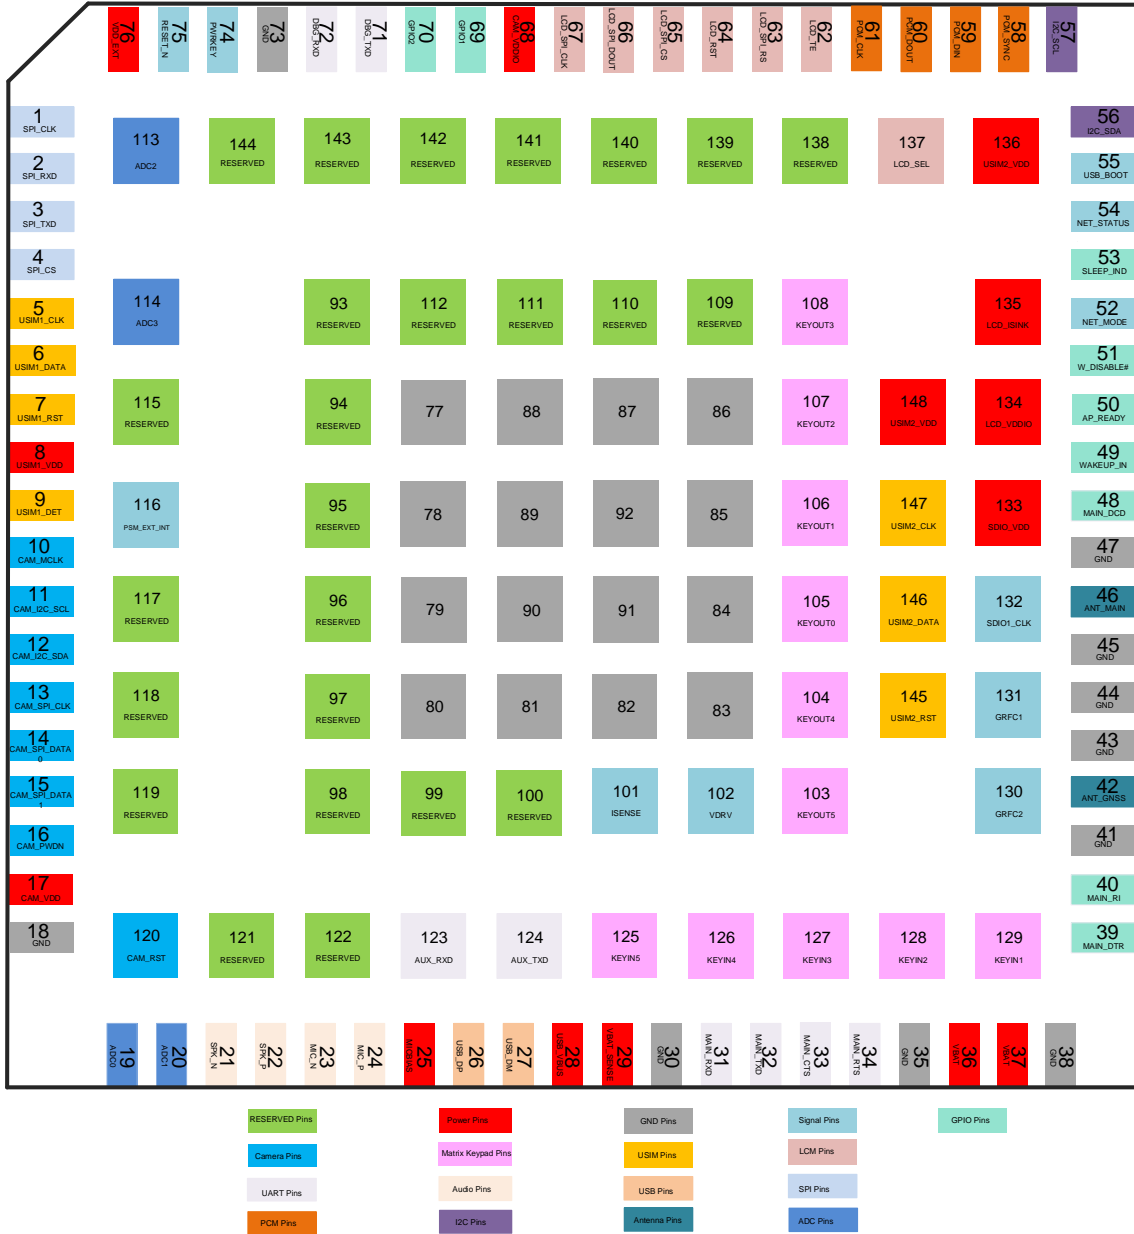 76
VDD_EXT
75
RESET_N
74
PWRKEY
73
GND
72
DBG_RXD
71
DBG_TXD
70
GPIO2
69
GPIO1
68
CAM_VDDIO
67
LCD_SPI_CLK
66
LCD_SPI_DOUT
65
LCD_SPI_CS
64
LCD_RST
63
LCD_SPI_RS
62
LCD_TE
61
PCM_CLK
60
PCM_DOUT
59
PCM_DIN
58
PCM_SYNC
57
I2C_SCL
1
SPI_CLK
2
SPI_RXD
3
SPI_TXD
4
SPI_CS
5
USIM1_CLK
6
USIM1_DATA
7
USIM1_RST
8
USIM1_VDD
9
USIM1_DET
10
CAM_MCLK
11
CAM_I2C_SCL
12
CAM_I2C_SDA
13
CAM_SPI_CLK
14
CAM_SPI_DATA
0
15
CAM_SPI_DATA
1
16
CAM_PWDN
17
CAM_VDD
18
GND
113
ADC2
144
RESERVED
143
RESERVED
142
RESERVED
141
RESERVED
140
RESERVED
139
RESERVED
138
RESERVED
137
LCD_SEL
136
USIM2_VDD
114
ADC3
93
RESERVED
112
RESERVED
111
RESERVED
110
RESERVED
109
RESERVED
108
KEYOUT3
135
LCD_ISINK
115
RESERVED
94
RESERVED
77
88
87
86
107
KEYOUT2
148
USIM2_VDD
134
LCD_VDDIO
116
PSM_EXT_INT
95
RESERVED
78
89
92
85
106
KEYOUT1
147
USIM2_CLK
133
SDIO_VDD
117
RESERVED
96
RESERVED
79
90
91
84
105
KEYOUT0
146
USIM2_DATA
132
SDIO1_CLK
118
RESERVED
97
RESERVED
80
81
82
83
104
KEYOUT4
145
USIM2_RST
131
GRFC1
119
RESERVED
98
RESERVED
99
RESERVED
100
RESERVED
101
ISENSE
102
VDRV
103
KEYOUT5
130
GRFC2
120
CAM_RST
121
RESERVED
122
RESERVED
123
AUX_RXD
124
AUX_TXD
125
KEYIN5
126
KEYIN4
127
KEYIN3
128
KEYIN2
129
KEYIN1
56
I2C_SDA
55
USB_BOOT
54
NET_STATUS
53
SLEEP_IND
52
NET_MODE
51
W_DISABLE#
50
AP_READY
49
WAKEUP_IN
48
MAIN_DCD
47
GND
46
ANT_MAIN
45
GND
44
GND
43
GND
42
ANT_GNSS
41
GND
40
MAIN_RI
39
MAIN_DTR
19
ADC0
20
ADC1
21
SPK_N
22
SPK_P
23
MIC_N
24
MIC_P
25
MICBIAS
26
USB_DP
27
USB_DM
28
USB_VBUS
29
VBAT_SENSE
30
GND
31
MAIN_RXD
32
MAIN_TXD
33
MAIN_CTS
34
MAIN_RTS
35
GND
36
VBAT
37
VBAT
38
GND
RESERVED Pins
Power Pins
GND Pins
Signal Pins
GPIO Pins
Camera Pins
Matrix Keypad Pins
USIM Pins
LCM Pins
UART Pins
Audio Pins
USB Pins
SPI Pins
PCM Pins
I2C Pins
Antenna Pins
ADC Pins